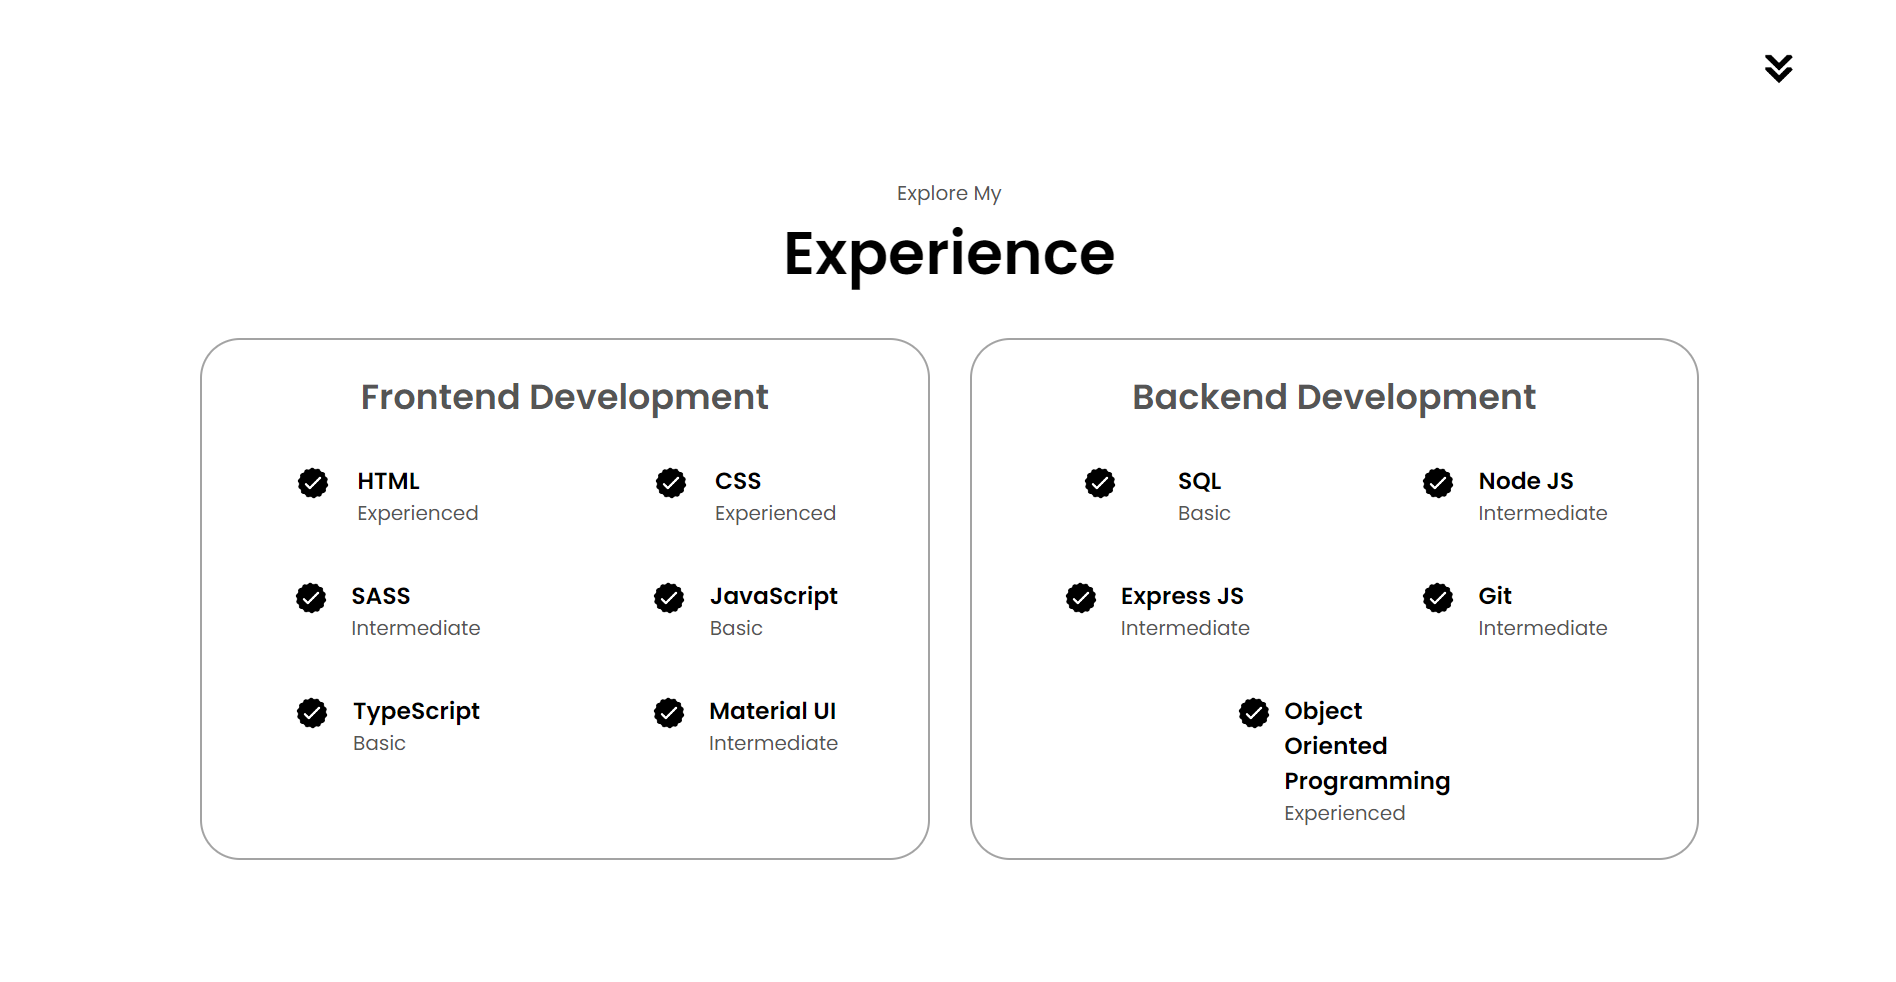 Explore My
Experience
Frontend Development
HTML
Experienced
CSS
Experienced
SASS
Intermediate
JavaScript
Basic
TypeScript
Basic
Material UI
Intermediate
Backend Development
SQL
Basic
Node JS
Intermediate
Express JS
Intermediate
Git
Intermediate
Object
Oriented
Programming
Experienced